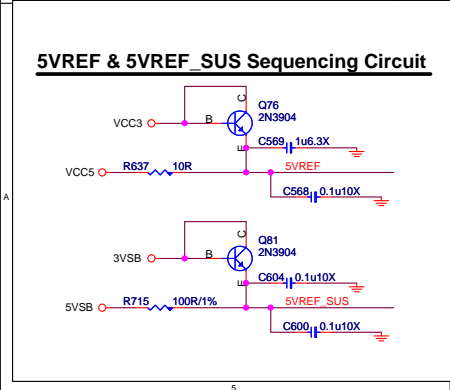 5VREF & 5VREF_SUS Sequencing Circuit
C
Q76
2N3904
VCC3
B
E
C569 1u6.3X
VCC5
R637 10R
5VREF
C568 0.1u10X
A
C
Q81
2N3904
3VSB
B
E
C604 0.1u10X
5VSB
R715 100R/1%
5VREF_SUS
C600 0.1u10X
5